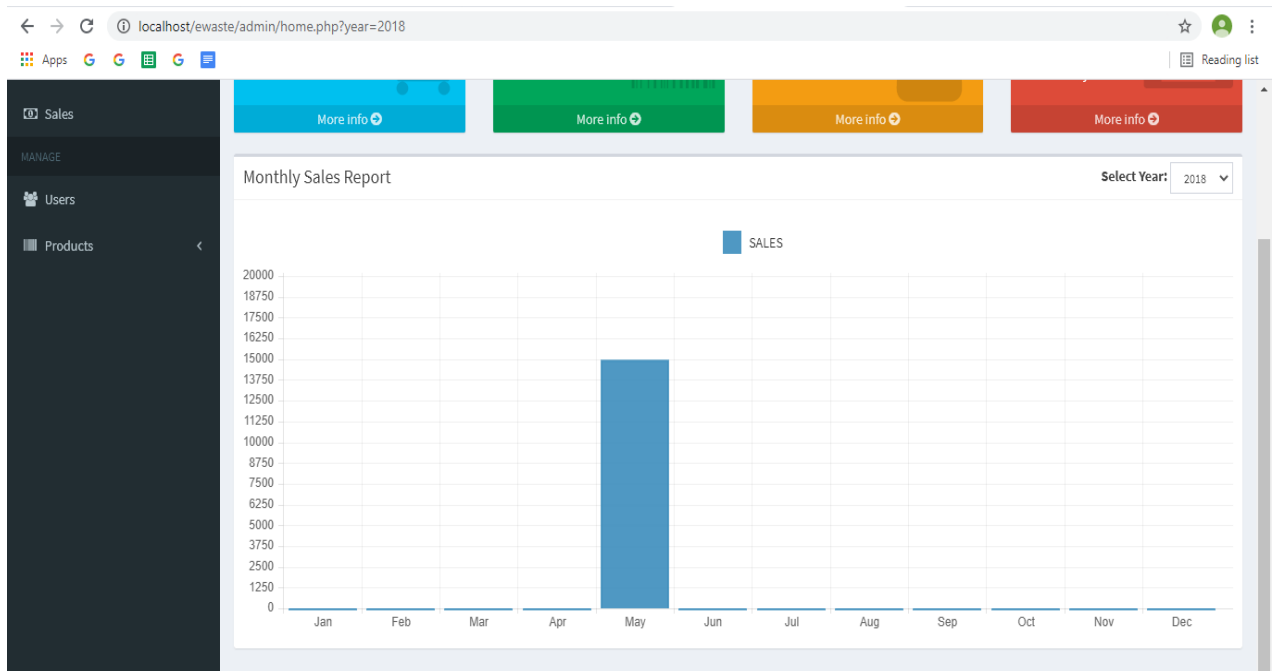 localhost/ewaste/admin/home.php?year=2018
Apps
Reading list
Sales
MANAGE
Users
Products
More info
More info
More info
More info
Monthly Sales Report
Select Year: 2018
SALES
20000
18750
17500
16250
15000
13750
12500
11250
10000
8750
7500
6250
5000
3750
2500
1250
0
Jan Feb Mar Apr May Jun Jul Aug Sep Oct Nov Dec